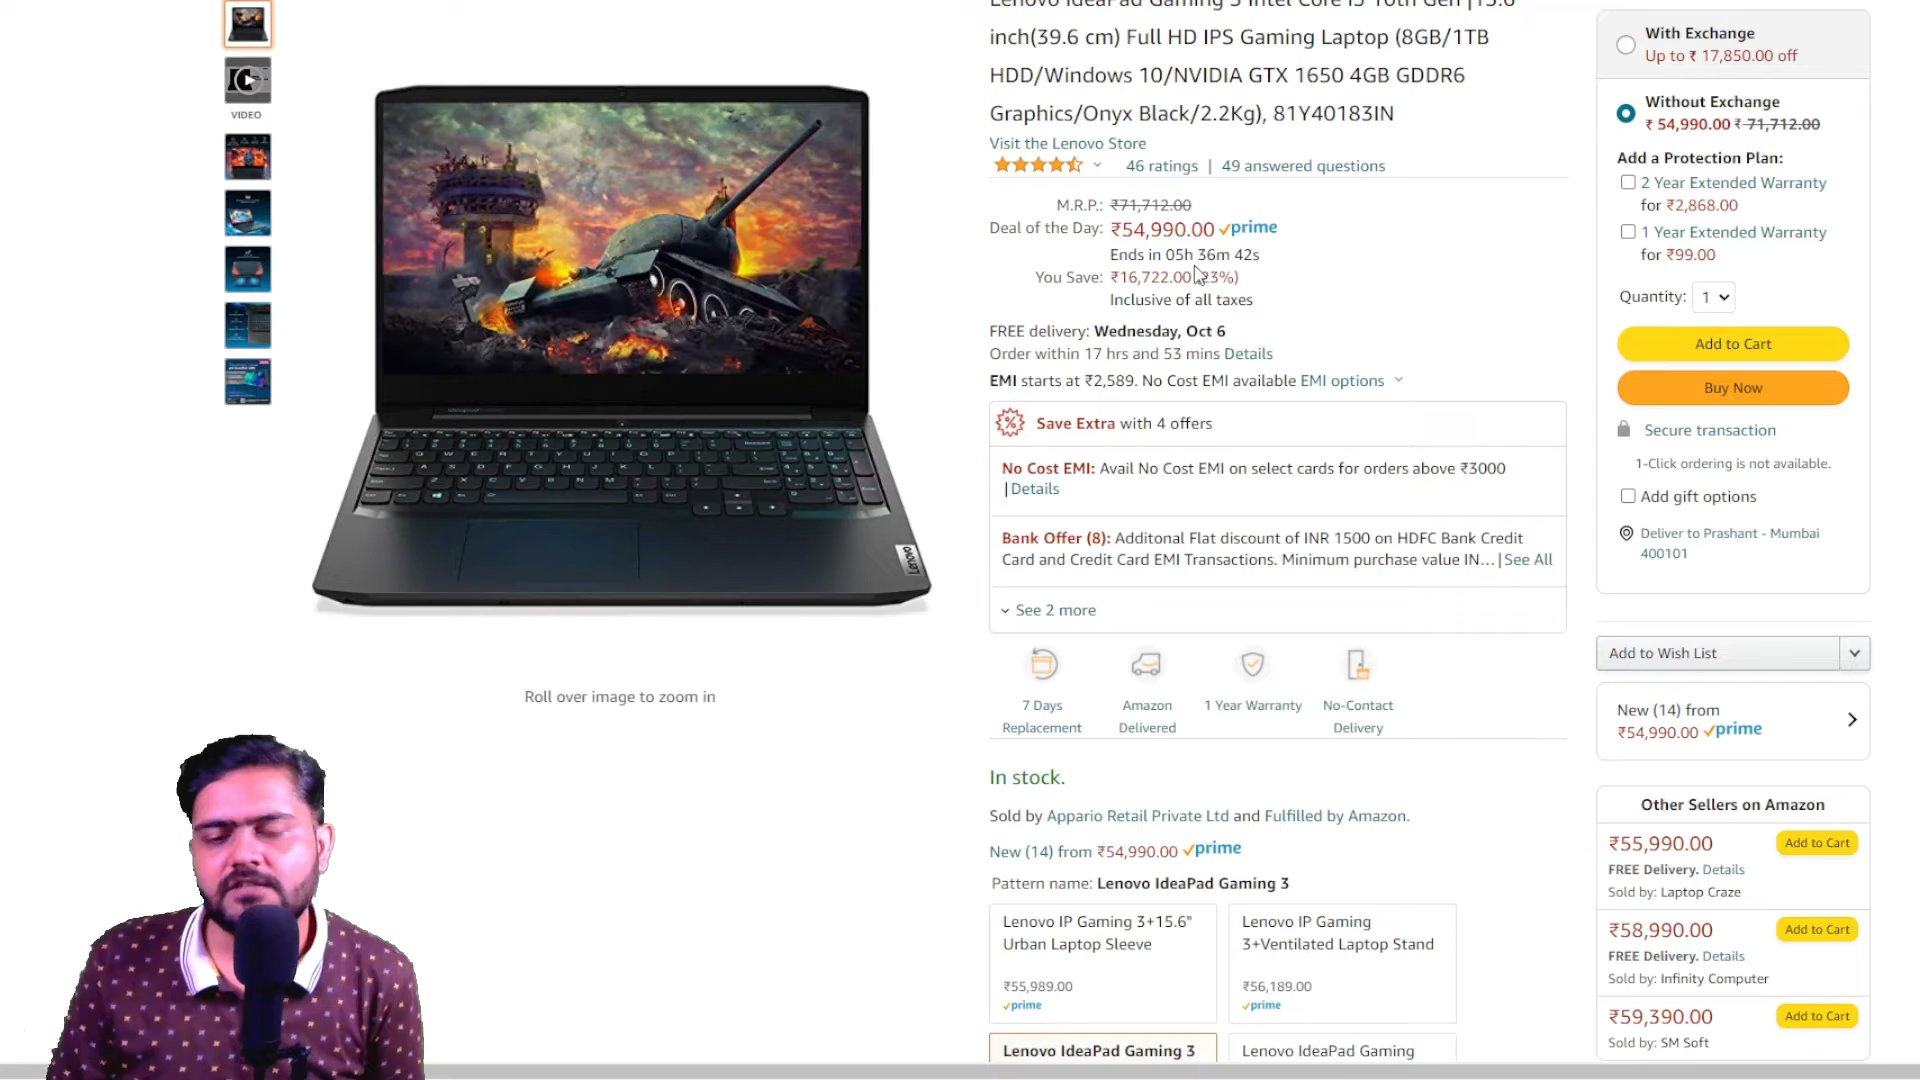 Lenovo IdeaPad Gaming 3 Intel Core i5 10th Gen |15.6
inch(39.6 cm) Full HD IPS Gaming Laptop (8GB/1TB
HDD/Windows 10/NVIDIA GTX 1650 4GB GDDR6
Graphics/Onyx Black/2.2Kg), 81Y40183IN
Visit the Lenovo Store
46 ratings | 49 answered questions
M.R.P.: ₹71,712.00
Deal of the Day: ₹54,990.00 prime
Ends in 05h 36m 42s
You Save: ₹16,722.00 (23%)
Inclusive of all taxes
FREE delivery: Wednesday, Oct 6
Order within 17 hrs and 53 mins Details
EMI starts at ₹2,589. No Cost EMI available EMI options
Save Extra with 4 offers
No Cost EMI: Avail No Cost EMI on select cards for orders above ₹3000
|Details
Bank Offer (8): Additonal Flat discount of INR 1500 on HDFC Bank Credit
Card and Credit Card EMI Transactions. Minimum purchase value IN... |See All
See 2 more
7 Days
Replacement
Amazon
Delivered
1 Year Warranty
No-Contact
Delivery
In stock.
Sold by Appario Retail Private Ltd and Fulfilled by Amazon.
New (14) from ₹54,990.00 prime
Pattern name: Lenovo IdeaPad Gaming 3
Lenovo IP Gaming 3+15.6"
Urban Laptop Sleeve
₹55,989.00
prime
Lenovo IP Gaming
3+Ventilated Laptop Stand
₹56,189.00
prime
Lenovo IdeaPad Gaming 3
Lenovo IdeaPad Gaming
VIDEO
Lenovo
Roll over image to zoom in
With Exchange
Up to ₹ 17,850.00 off
Without Exchange
₹ 54,990.00 ₹ 71,712.00
Add a Protection Plan:
2 Year Extended Warranty
for ₹2,868.00
1 Year Extended Warranty
for ₹99.00
Quantity: 1
Add to Cart
Buy Now
Secure transaction
1-Click ordering is not available.
Add gift options
Deliver to Prashant - Mumbai
400101
Add to Wish List
New (14) from
₹54,990.00 prime
Other Sellers on Amazon
₹55,990.00 Add to Cart
FREE Delivery. Details
Sold by: Laptop Craze
₹58,990.00 Add to Cart
FREE Delivery. Details
Sold by: Infinity Computer
₹59,390.00 Add to Cart
Sold by: SM Soft